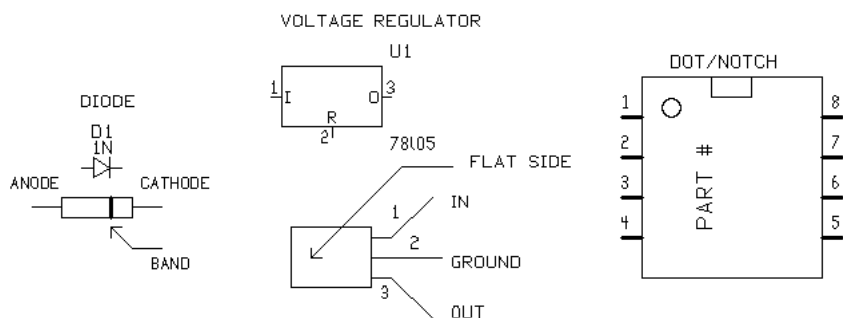 VOLTAGE REGULATOR
U1
1 I O 3
R
2
78L05
DIODE
D1
1N
ANODE CATHODE
BAND
FLAT SIDE
1 IN
2 GROUND
3 OUT
DOT/NOTCH
1 8
2 7
3 6
4 5
PART #